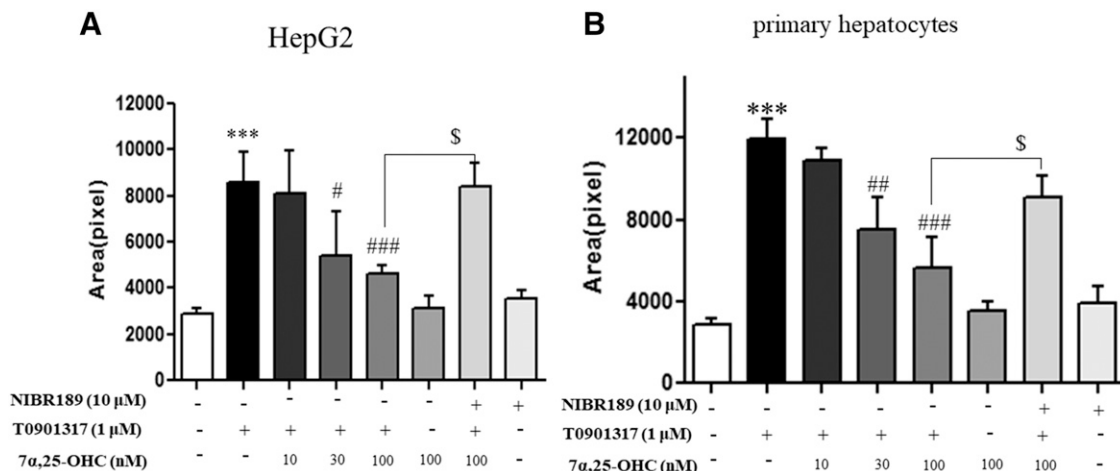 A
HepG2
12000
10000
8000
6000
4000
2000
0
Area(pixel)
***
#
###
$
NIBR189 (10 μM) - - - - - - + +
T0901317 (1 μM) - + + + + - + -
7α,25-OHC (nM) - - 10 30 100 100 100 -
B
primary hepatocytes
12000
8000
4000
0
Area(pixel)
***
##
###
$
NIBR189 (10 μM) - - - - - - + +
T0901317 (1 μM) - + + + + - + -
7α,25-OHC (nM) - - 10 30 100 100 100 -